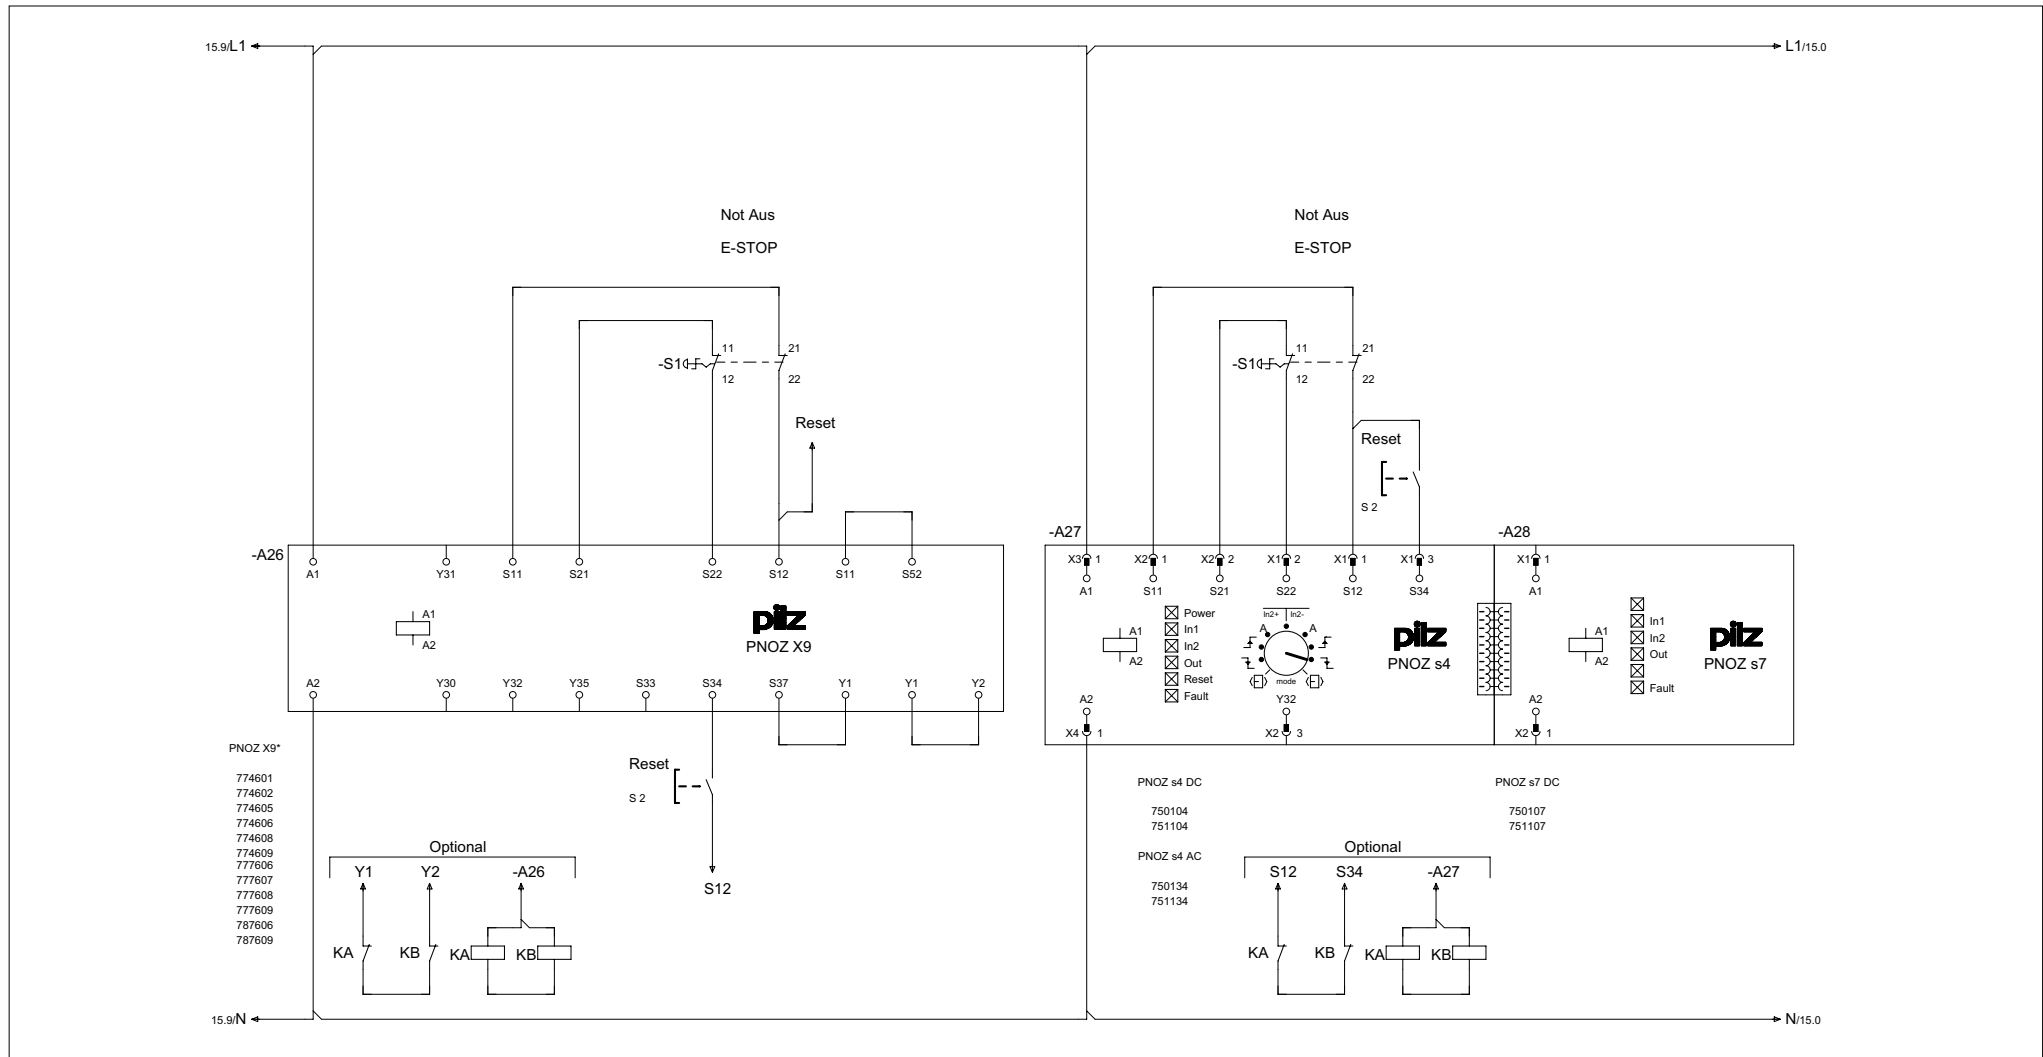 15.9/L1
L1/15.0
Not Aus
E-STOP
Not Aus
E-STOP
-S1 11 21
12 22
-S1 11 21
12 22
Reset
Reset
S 2
-A26
A1 Y31 S11 S21 S22 S12 S11 S52
A1
A2
pilz
PNOZ X9
A2 Y30 Y32 Y35 S33 S34 S37 Y1 Y1 Y2
-A27
X3 1 X2 1 X2 2 X1 2 X1 1 X1 3
A1 S11 S21 S22 S12 S34
A1
A2
Power
In1
In2
Out
Reset
Fault
In2+ In2-
A A
mode
pilz
PNOZ s4
A2 Y32
X4 1 X2 3
-A28
X1 1
A1
A1
A2
In1
In2
Out
Fault
pilz
PNOZ s7
A2
X2 1
PNOZ X9*
774601
774602
774605
774606
774608
774609
777606
777607
777608
777609
787606
787609
Reset
S 2
S12
Optional
Y1 Y2 -A26
KA KB KA KB
PNOZ s4 DC
750104
751104
PNOZ s4 AC
750134
751134
PNOZ s7 DC
750107
751107
Optional
S12 S34 -A27
KA KB KA KB
15.9/N
N/15.0